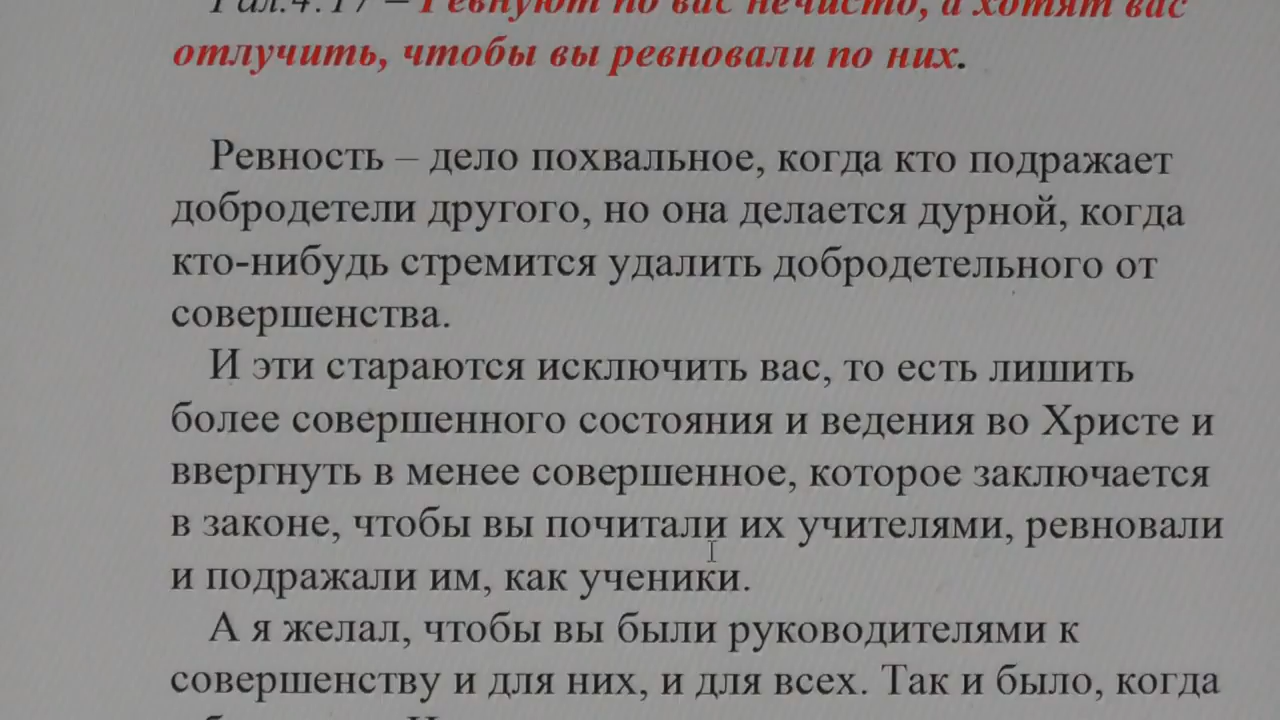 Гал.4:17 – Ревнуют по вас нечисто, а хотят вас
отлучить, чтобы вы ревновали по них.
Ревность – дело похвальное, когда кто подражает
добродетели другого, но она делается дурной, когда
кто-нибудь стремится удалить добродетельного от
совершенства.
И эти стараются исключить вас, то есть лишить
более совершенного состояния и ведения во Христе и
ввергнуть в менее совершенное, которое заключается
в законе, чтобы вы почитали их учителями, ревновали
и подражали им, как ученики.
А я желал, чтобы вы были руководителями к
совершенству и для них, и для всех. Так и было, когда